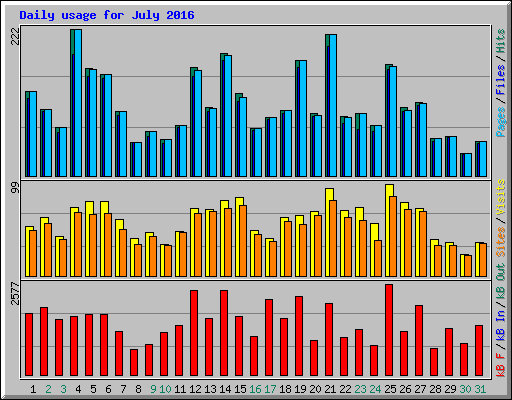 Daily usage for July 2016
222
Pages / Files / Hits
99
Sites / Visits
2577
kB F / kB In / kB Out
1 2 3 4 5 6 7 8 9 10 11 12 13 14 15 16 17 18 19 20 21 22 23 24 25 26 27 28 29 30 31